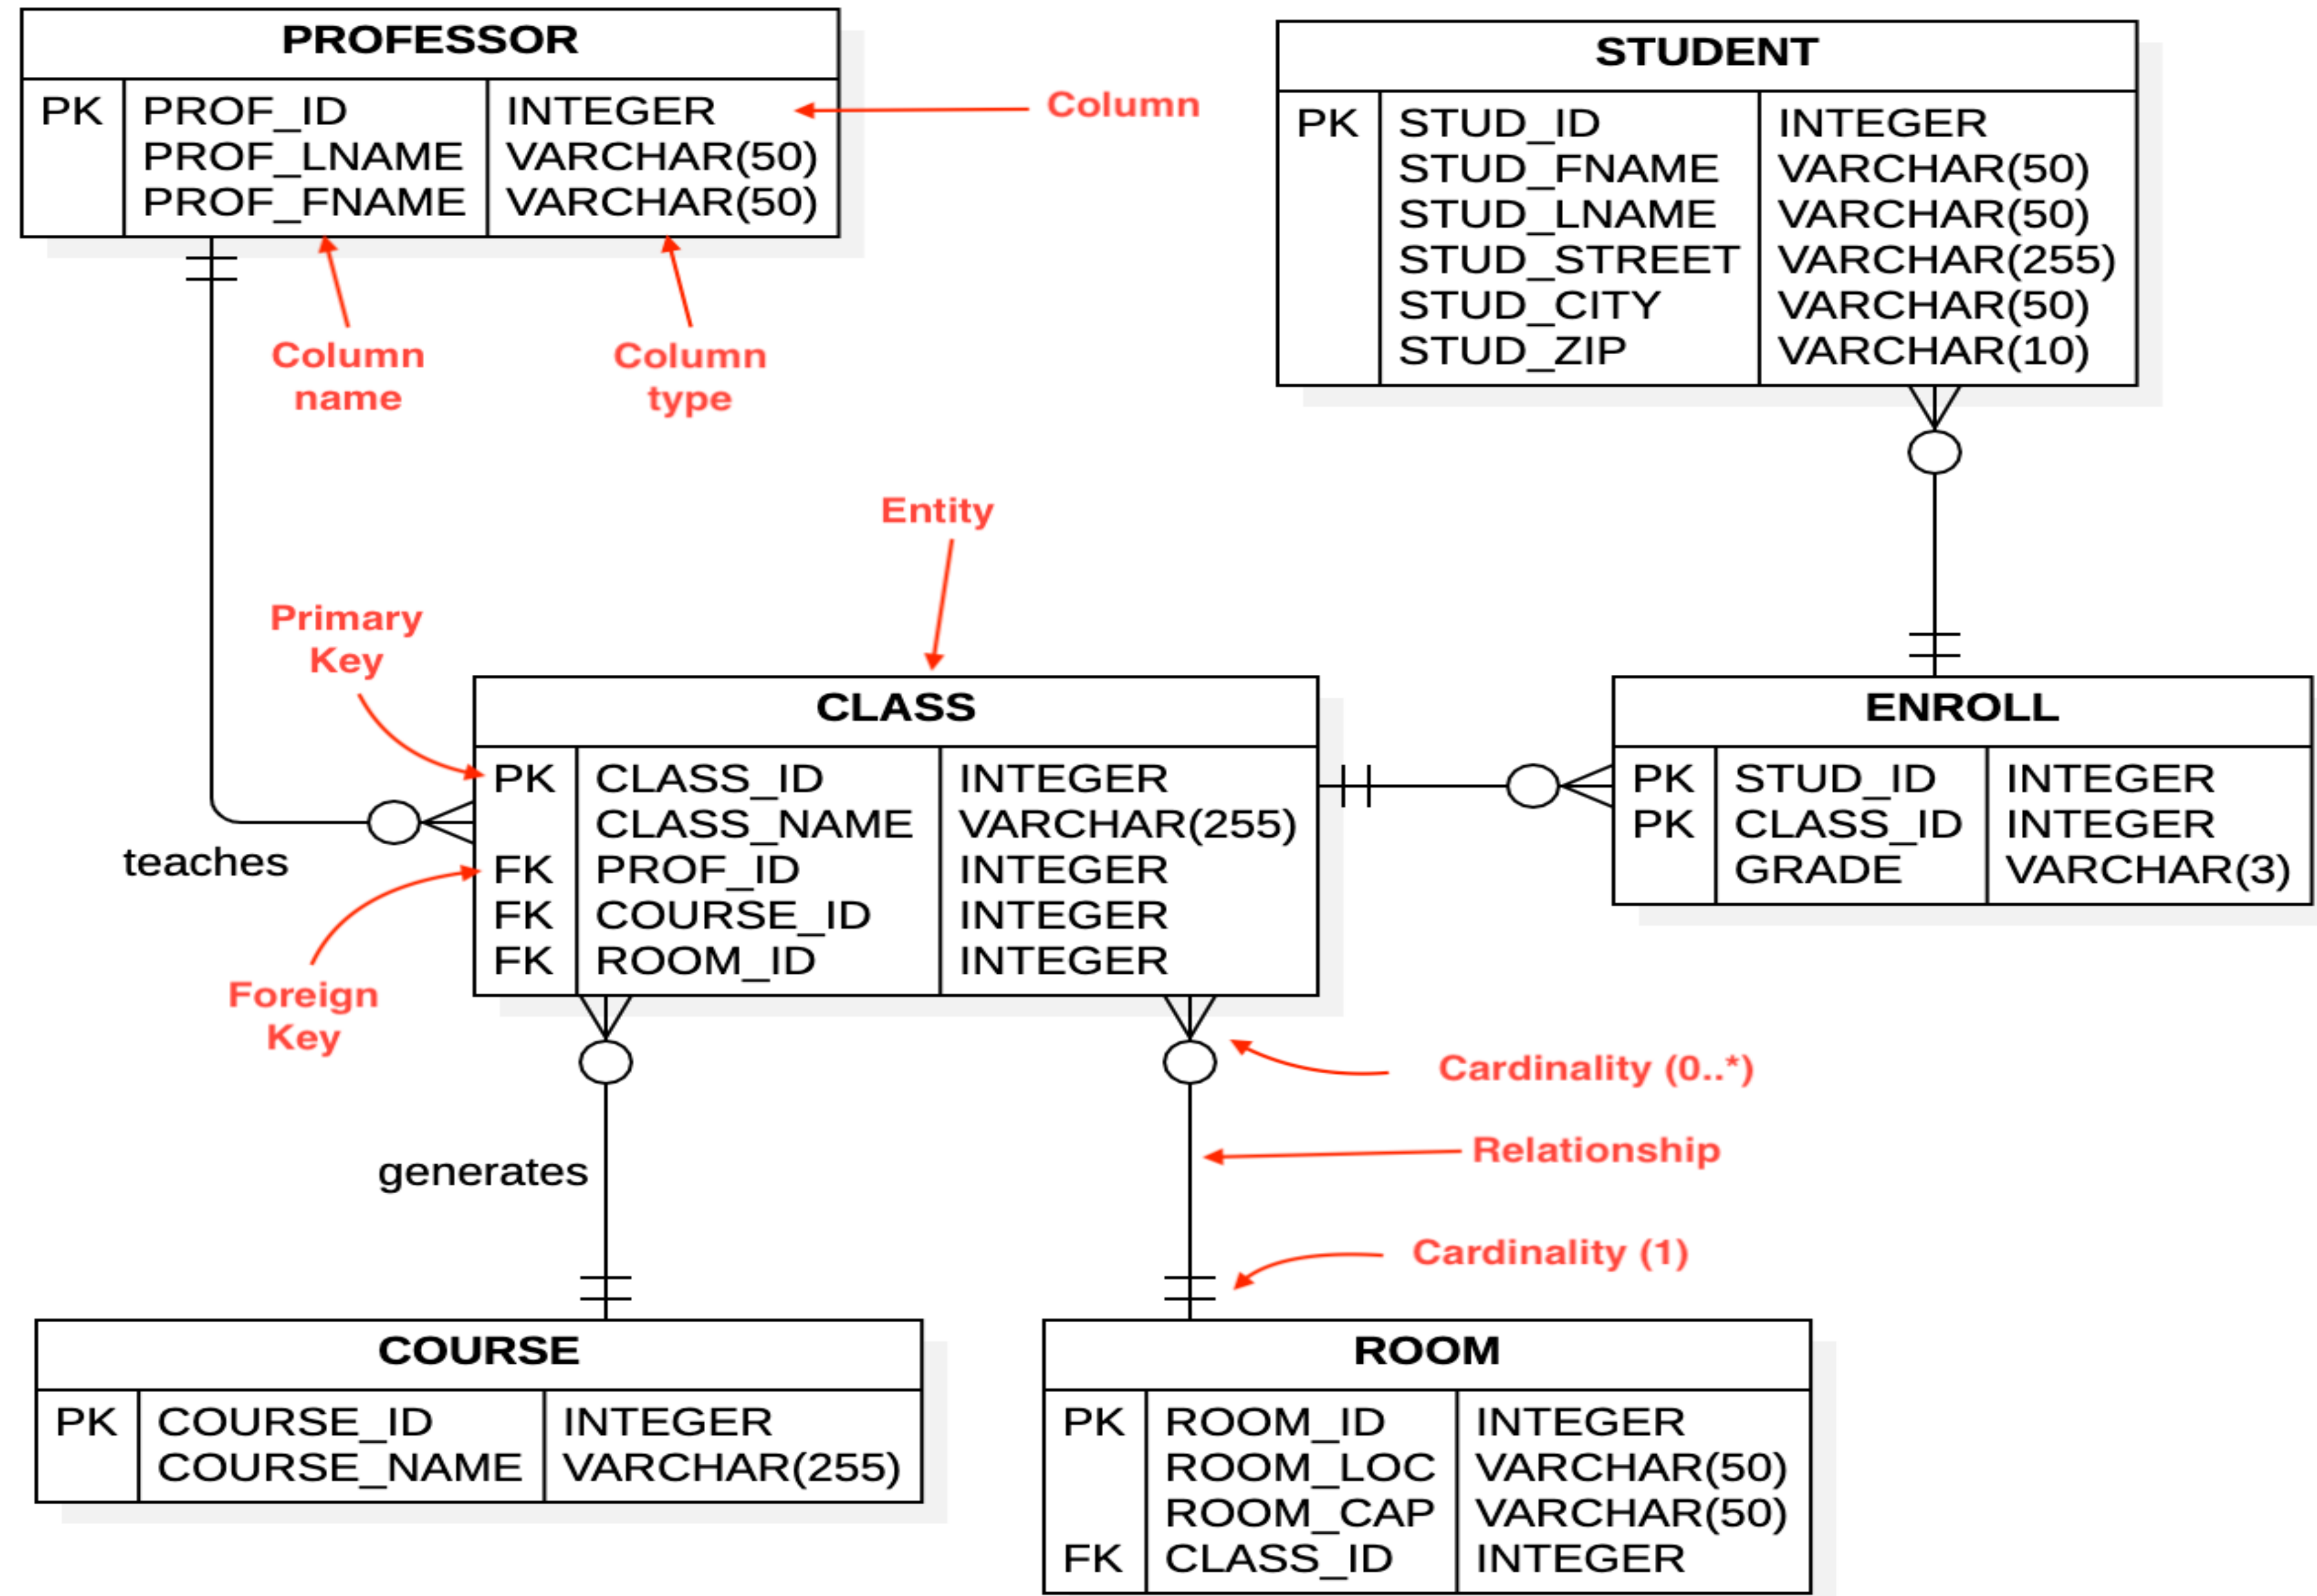 PROFESSOR
PK PROF_ID INTEGER
PROF_LNAME VARCHAR(50)
PROF_FNAME VARCHAR(50)
Column
Column
name
Column
type
STUDENT
PK STUD_ID INTEGER
STUD_FNAME VARCHAR(50)
STUD_LNAME VARCHAR(50)
STUD_STREET VARCHAR(255)
STUD_CITY VARCHAR(50)
STUD_ZIP VARCHAR(10)
Entity
Primary
Key
CLASS
PK CLASS_ID INTEGER
CLASS_NAME VARCHAR(255)
FK PROF_ID INTEGER
FK COURSE_ID INTEGER
FK ROOM_ID INTEGER
teaches
Foreign
Key
ENROLL
PK STUD_ID INTEGER
PK CLASS_ID INTEGER
GRADE VARCHAR(3)
Cardinality (0..*)
Relationship
generates
Cardinality (1)
COURSE
PK COURSE_ID INTEGER
COURSE_NAME VARCHAR(255)
ROOM
PK ROOM_ID INTEGER
ROOM_LOC VARCHAR(50)
ROOM_CAP VARCHAR(50)
FK CLASS_ID INTEGER